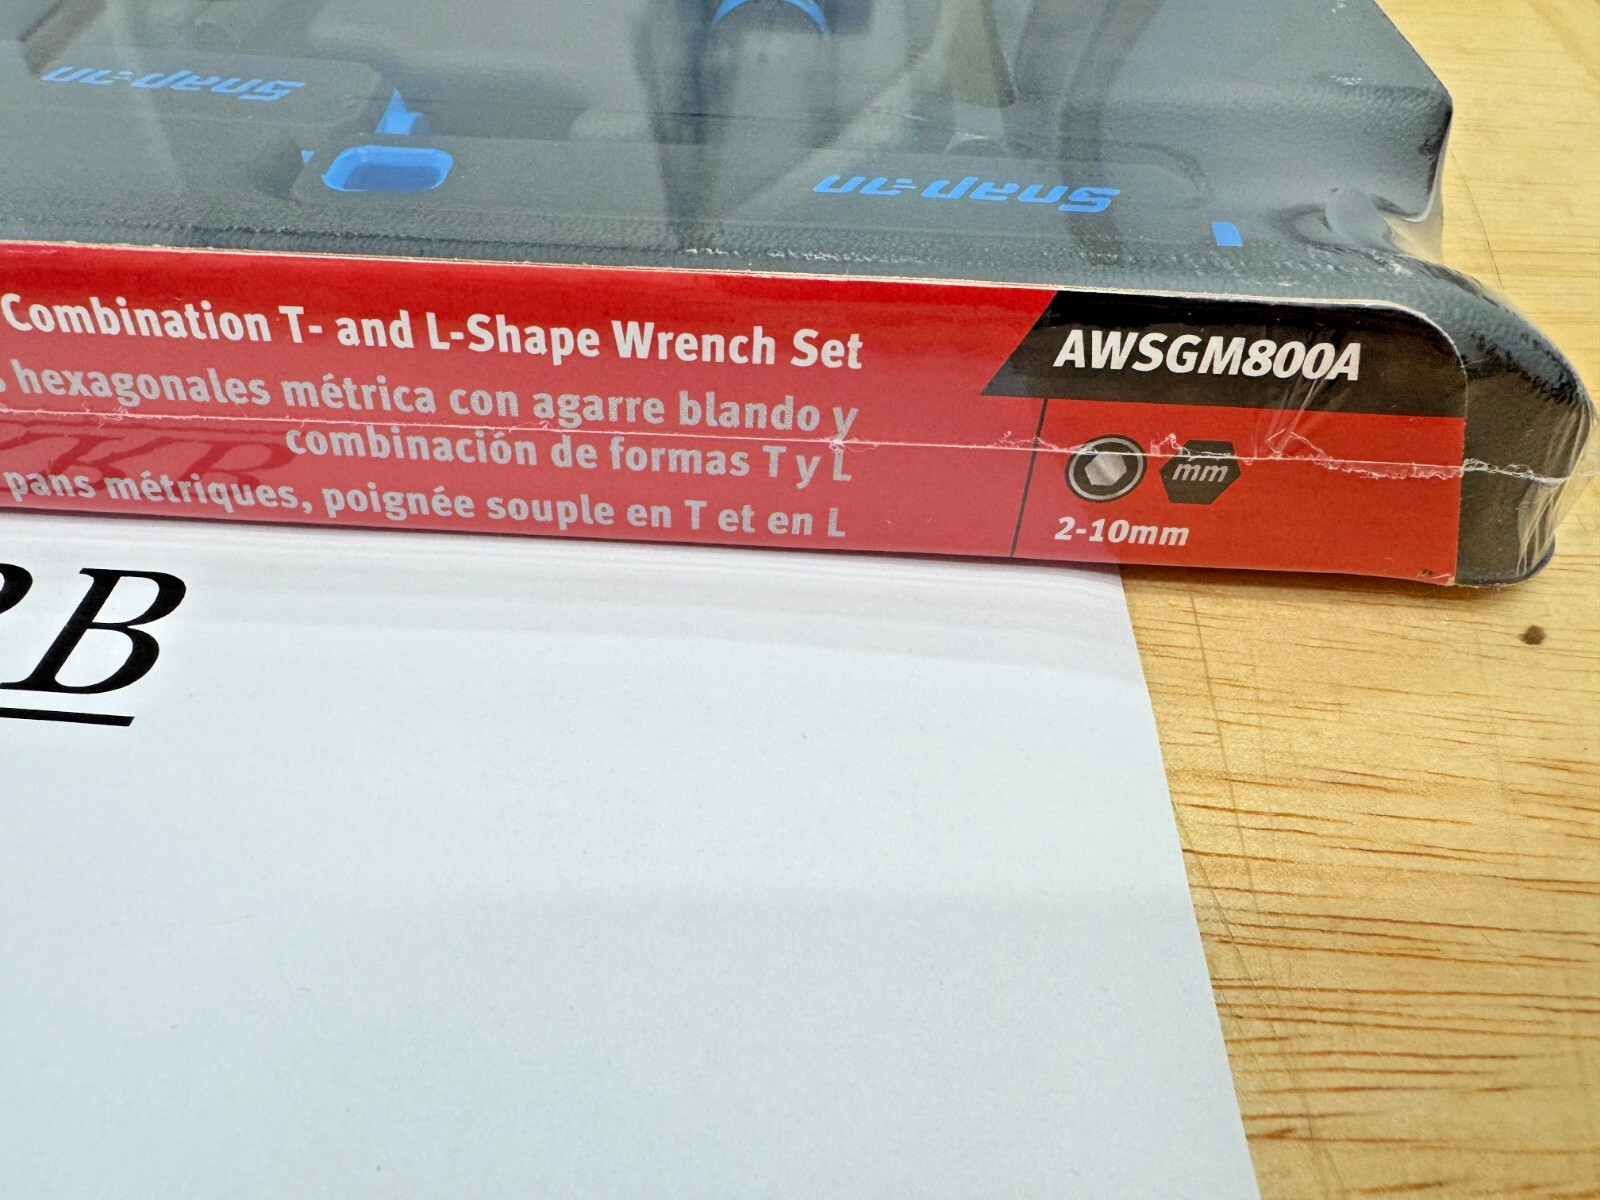 Snap-on
Snap-on
Combination T- and L-Shape Wrench Set
hexagonales métrica con agarre blando y
combinación de formas T y L
pans métriques, poignée souple en T et en L
AWSGM800A
mm
2-10mm
B